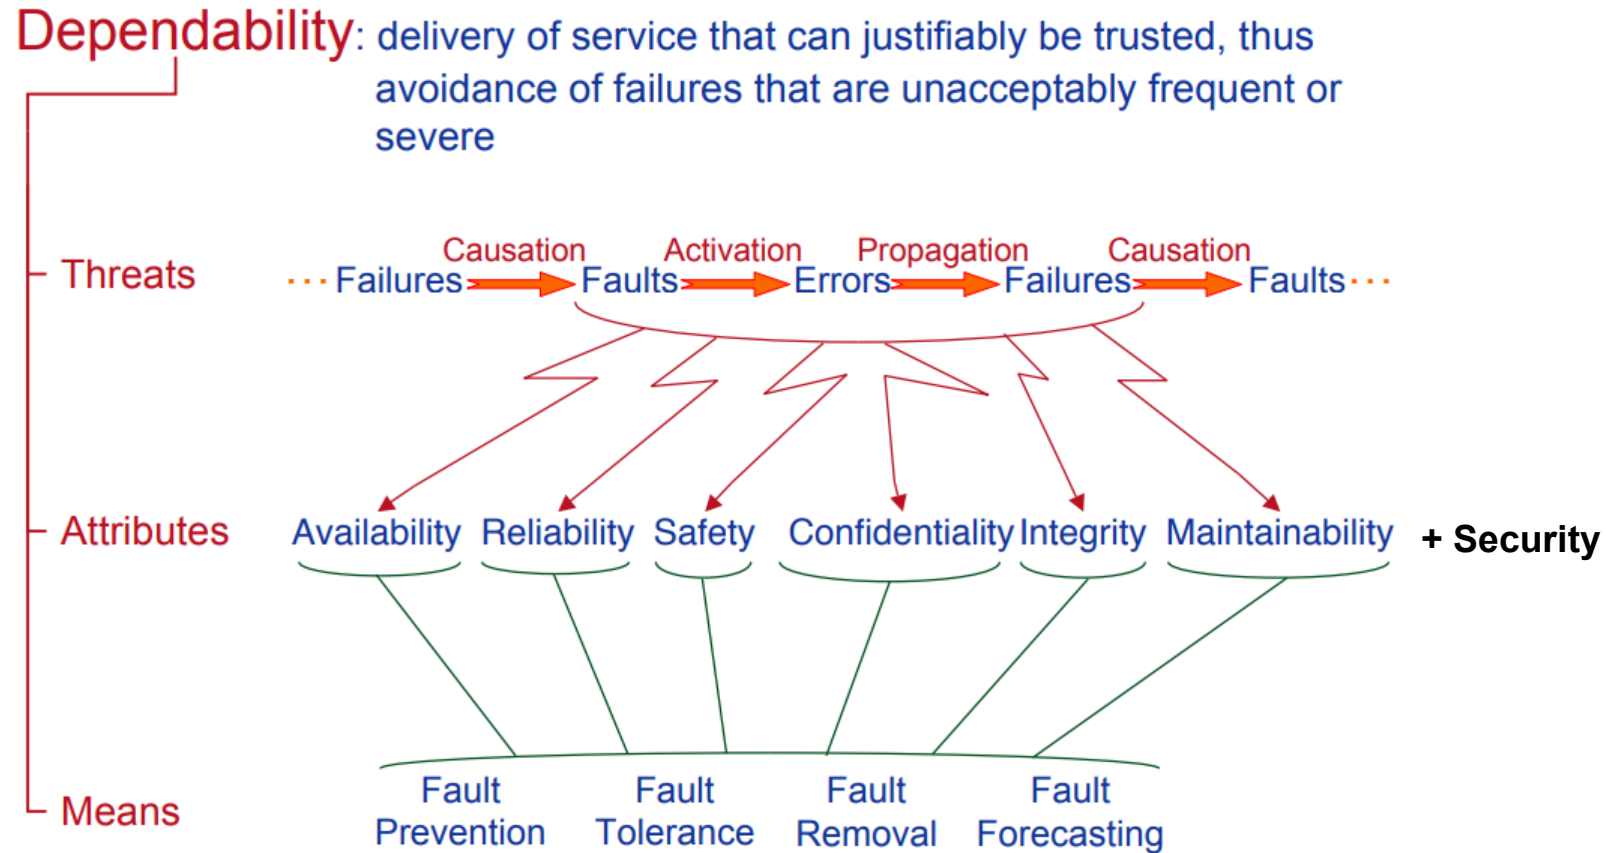 Dependability: delivery of service that can justifiably be trusted, thus
avoidance of failures that are unacceptably frequent or
severe
Causation Activation Propagation Causation
Threats ... Failures Faults Errors Failures Faults ...
Attributes Availability Reliability Safety Confidentiality Integrity Maintainability + Security
Fault Fault Fault Fault
Means Prevention Tolerance Removal Forecasting